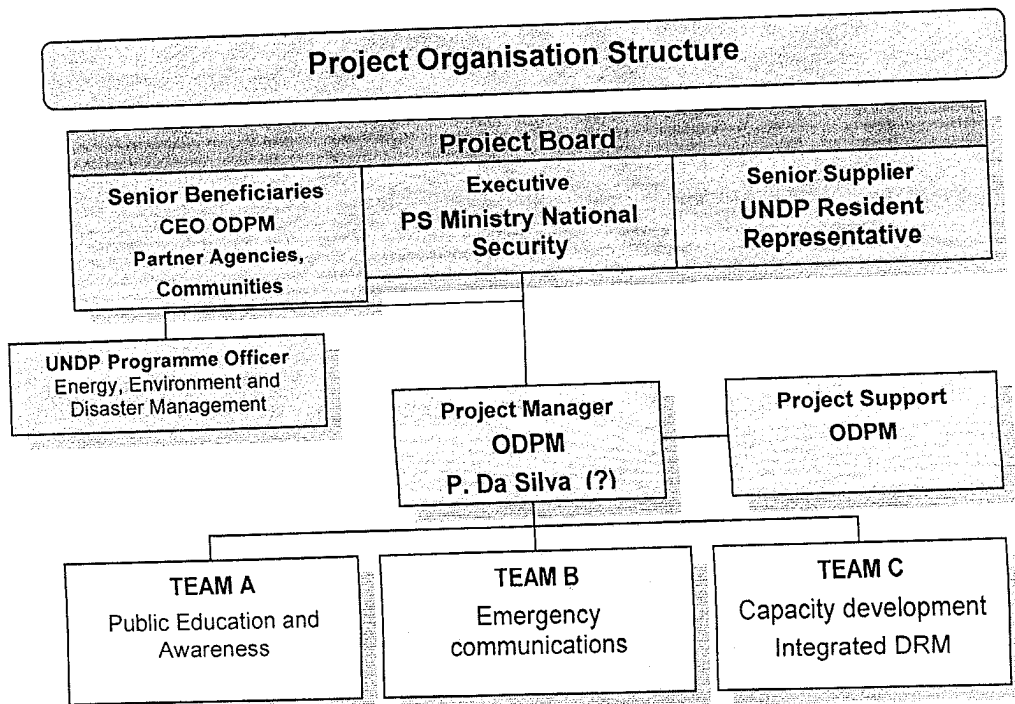 Project Organisation Structure
Project Board
Senior Beneficiaries
CEO ODPM
Partner Agencies,
Communities
Executive
PS Ministry National
Security
Senior Supplier
UNDP Resident
Representative
UNDP Programme Officer
Energy, Environment and
Disaster Management
Project Manager
ODPM
P. Da Silva (?)
Project Support
ODPM
TEAM A
Public Education and
Awareness
TEAM B
Emergency
communications
TEAM C
Capacity development
Integrated DRM